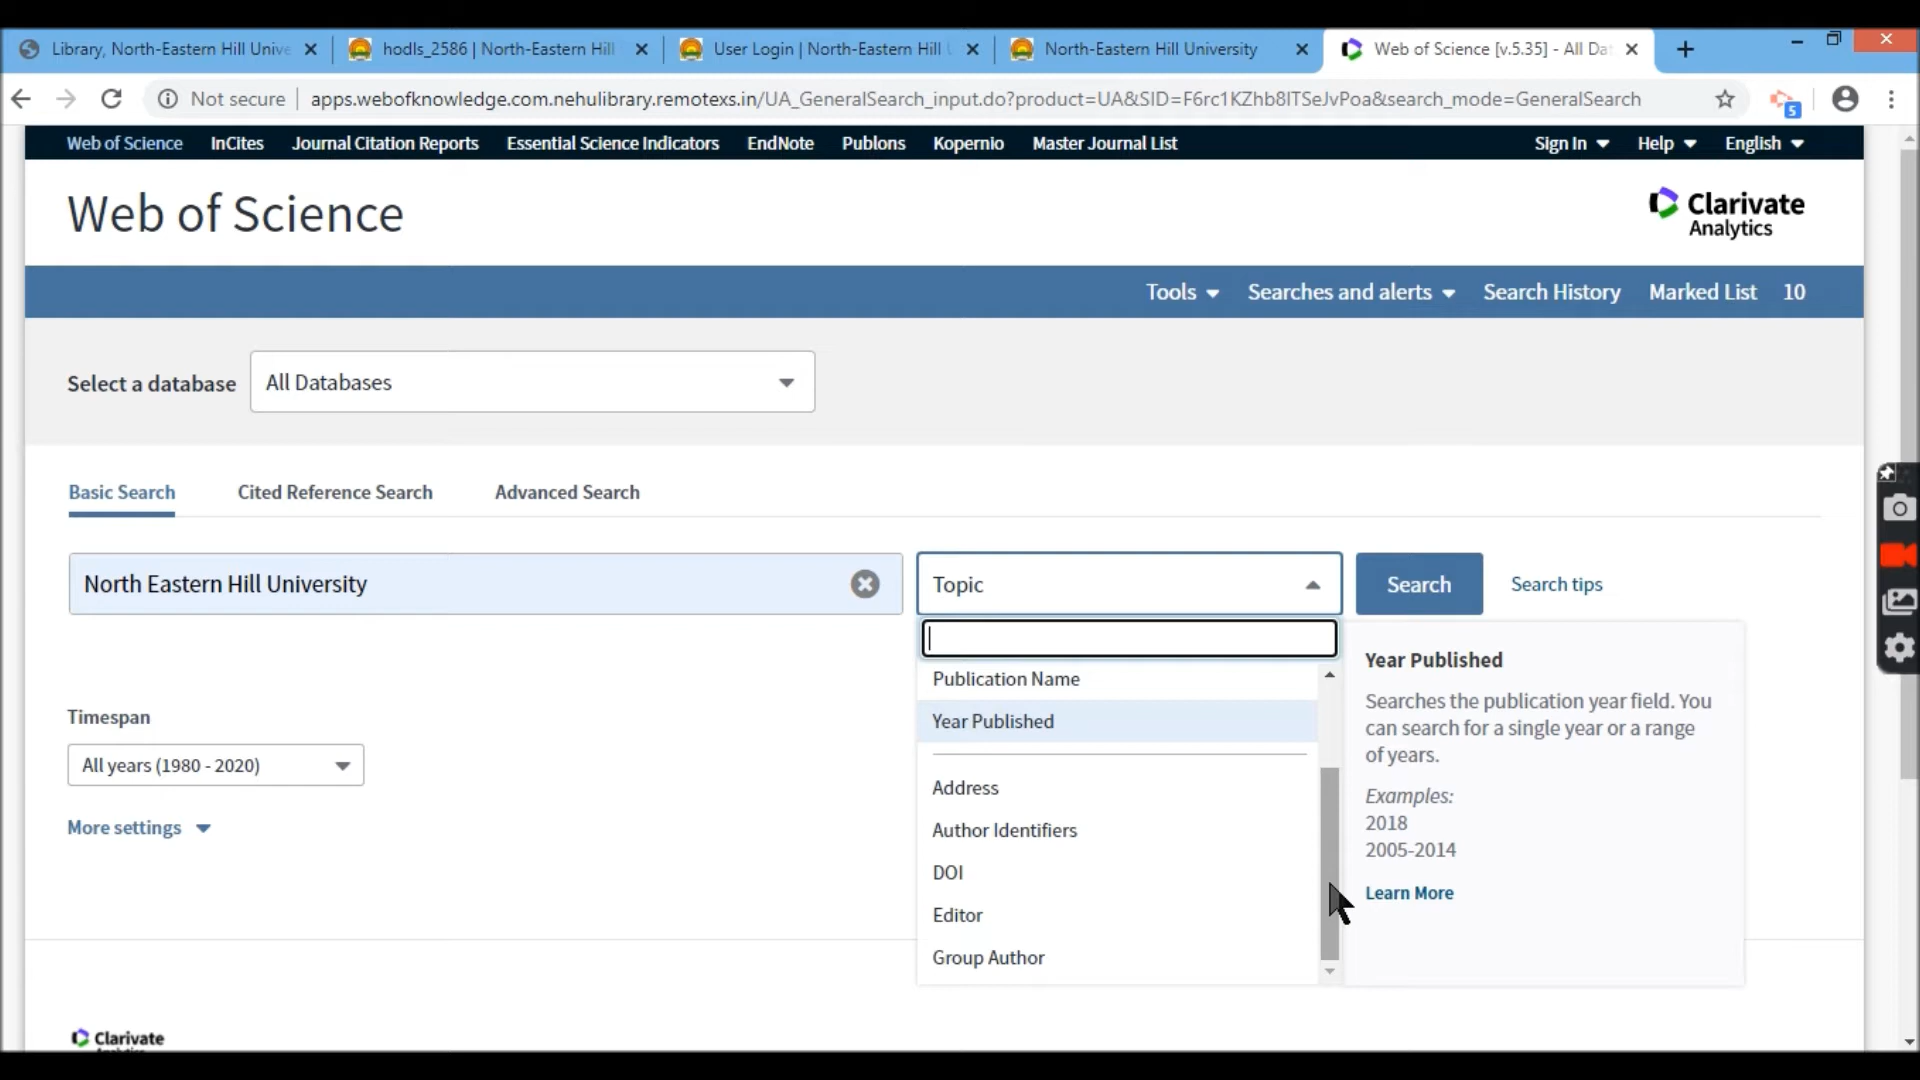 Library, North-Eastern Hill Unive
hodls_2586 | North-Eastern Hill
User Login | North-Eastern Hill
North-Eastern Hill University
Web of Science [v.5.35] - All Da
Not secure
apps.webofknowledge.com.nehulibrary.remotexs.in/UA_GeneralSearch_input.do?product=UA&SID=F6rc1KZhb8ITSeJvPoa&search_mode=GeneralSearch
5
Web of Science
InCites
Journal Citation Reports
Essential Science Indicators
EndNote
Publons
Kopernio
Master Journal List
Sign In
Help
English
Web of Science
Clarivate
Analytics
Tools
Searches and alerts
Search History
Marked List
10
Select a database
All Databases
Basic Search
Cited Reference Search
Advanced Search
North Eastern Hill University
Topic
Search
Search tips
Publication Name
Year Published
Address
Author Identifiers
DOI
Editor
Group Author
Year Published
Searches the publication year field. You
can search for a single year or a range
of years.
Examples:
2018
2005-2014
Learn More
Timespan
All years (1980 - 2020)
More settings
Clarivate